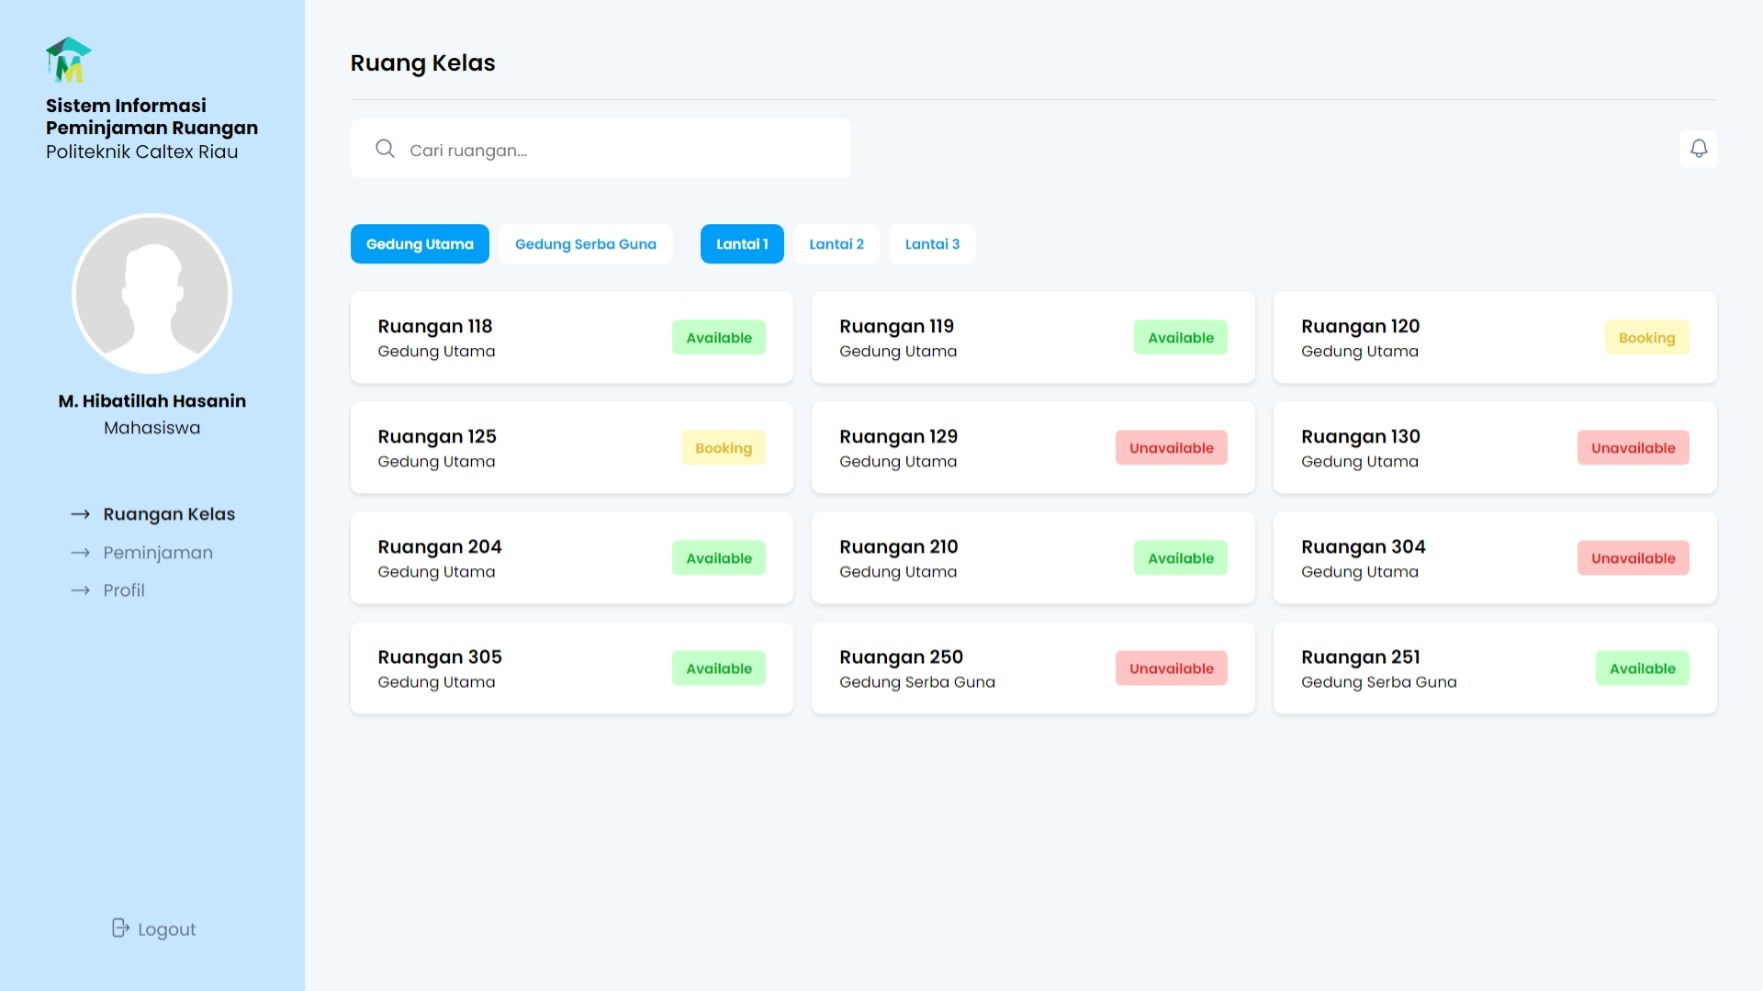 Sistem Informasi
Peminjaman Ruangan
Politeknik Caltex Riau
M. Hibatillah Hasanin
Mahasiswa
Ruangan Kelas
Peminjaman
Profil
Logout
Ruang Kelas
Cari ruangan...
Gedung Utama
Gedung Serba Guna
Lantai 1
Lantai 2
Lantai 3
Ruangan 118
Gedung Utama
Available
Ruangan 119
Gedung Utama
Available
Ruangan 120
Gedung Utama
Booking
Ruangan 125
Gedung Utama
Booking
Ruangan 129
Gedung Utama
Unavailable
Ruangan 130
Gedung Utama
Unavailable
Ruangan 204
Gedung Utama
Available
Ruangan 210
Gedung Utama
Available
Ruangan 304
Gedung Utama
Unavailable
Ruangan 305
Gedung Utama
Available
Ruangan 250
Gedung Serba Guna
Unavailable
Ruangan 251
Gedung Serba Guna
Available